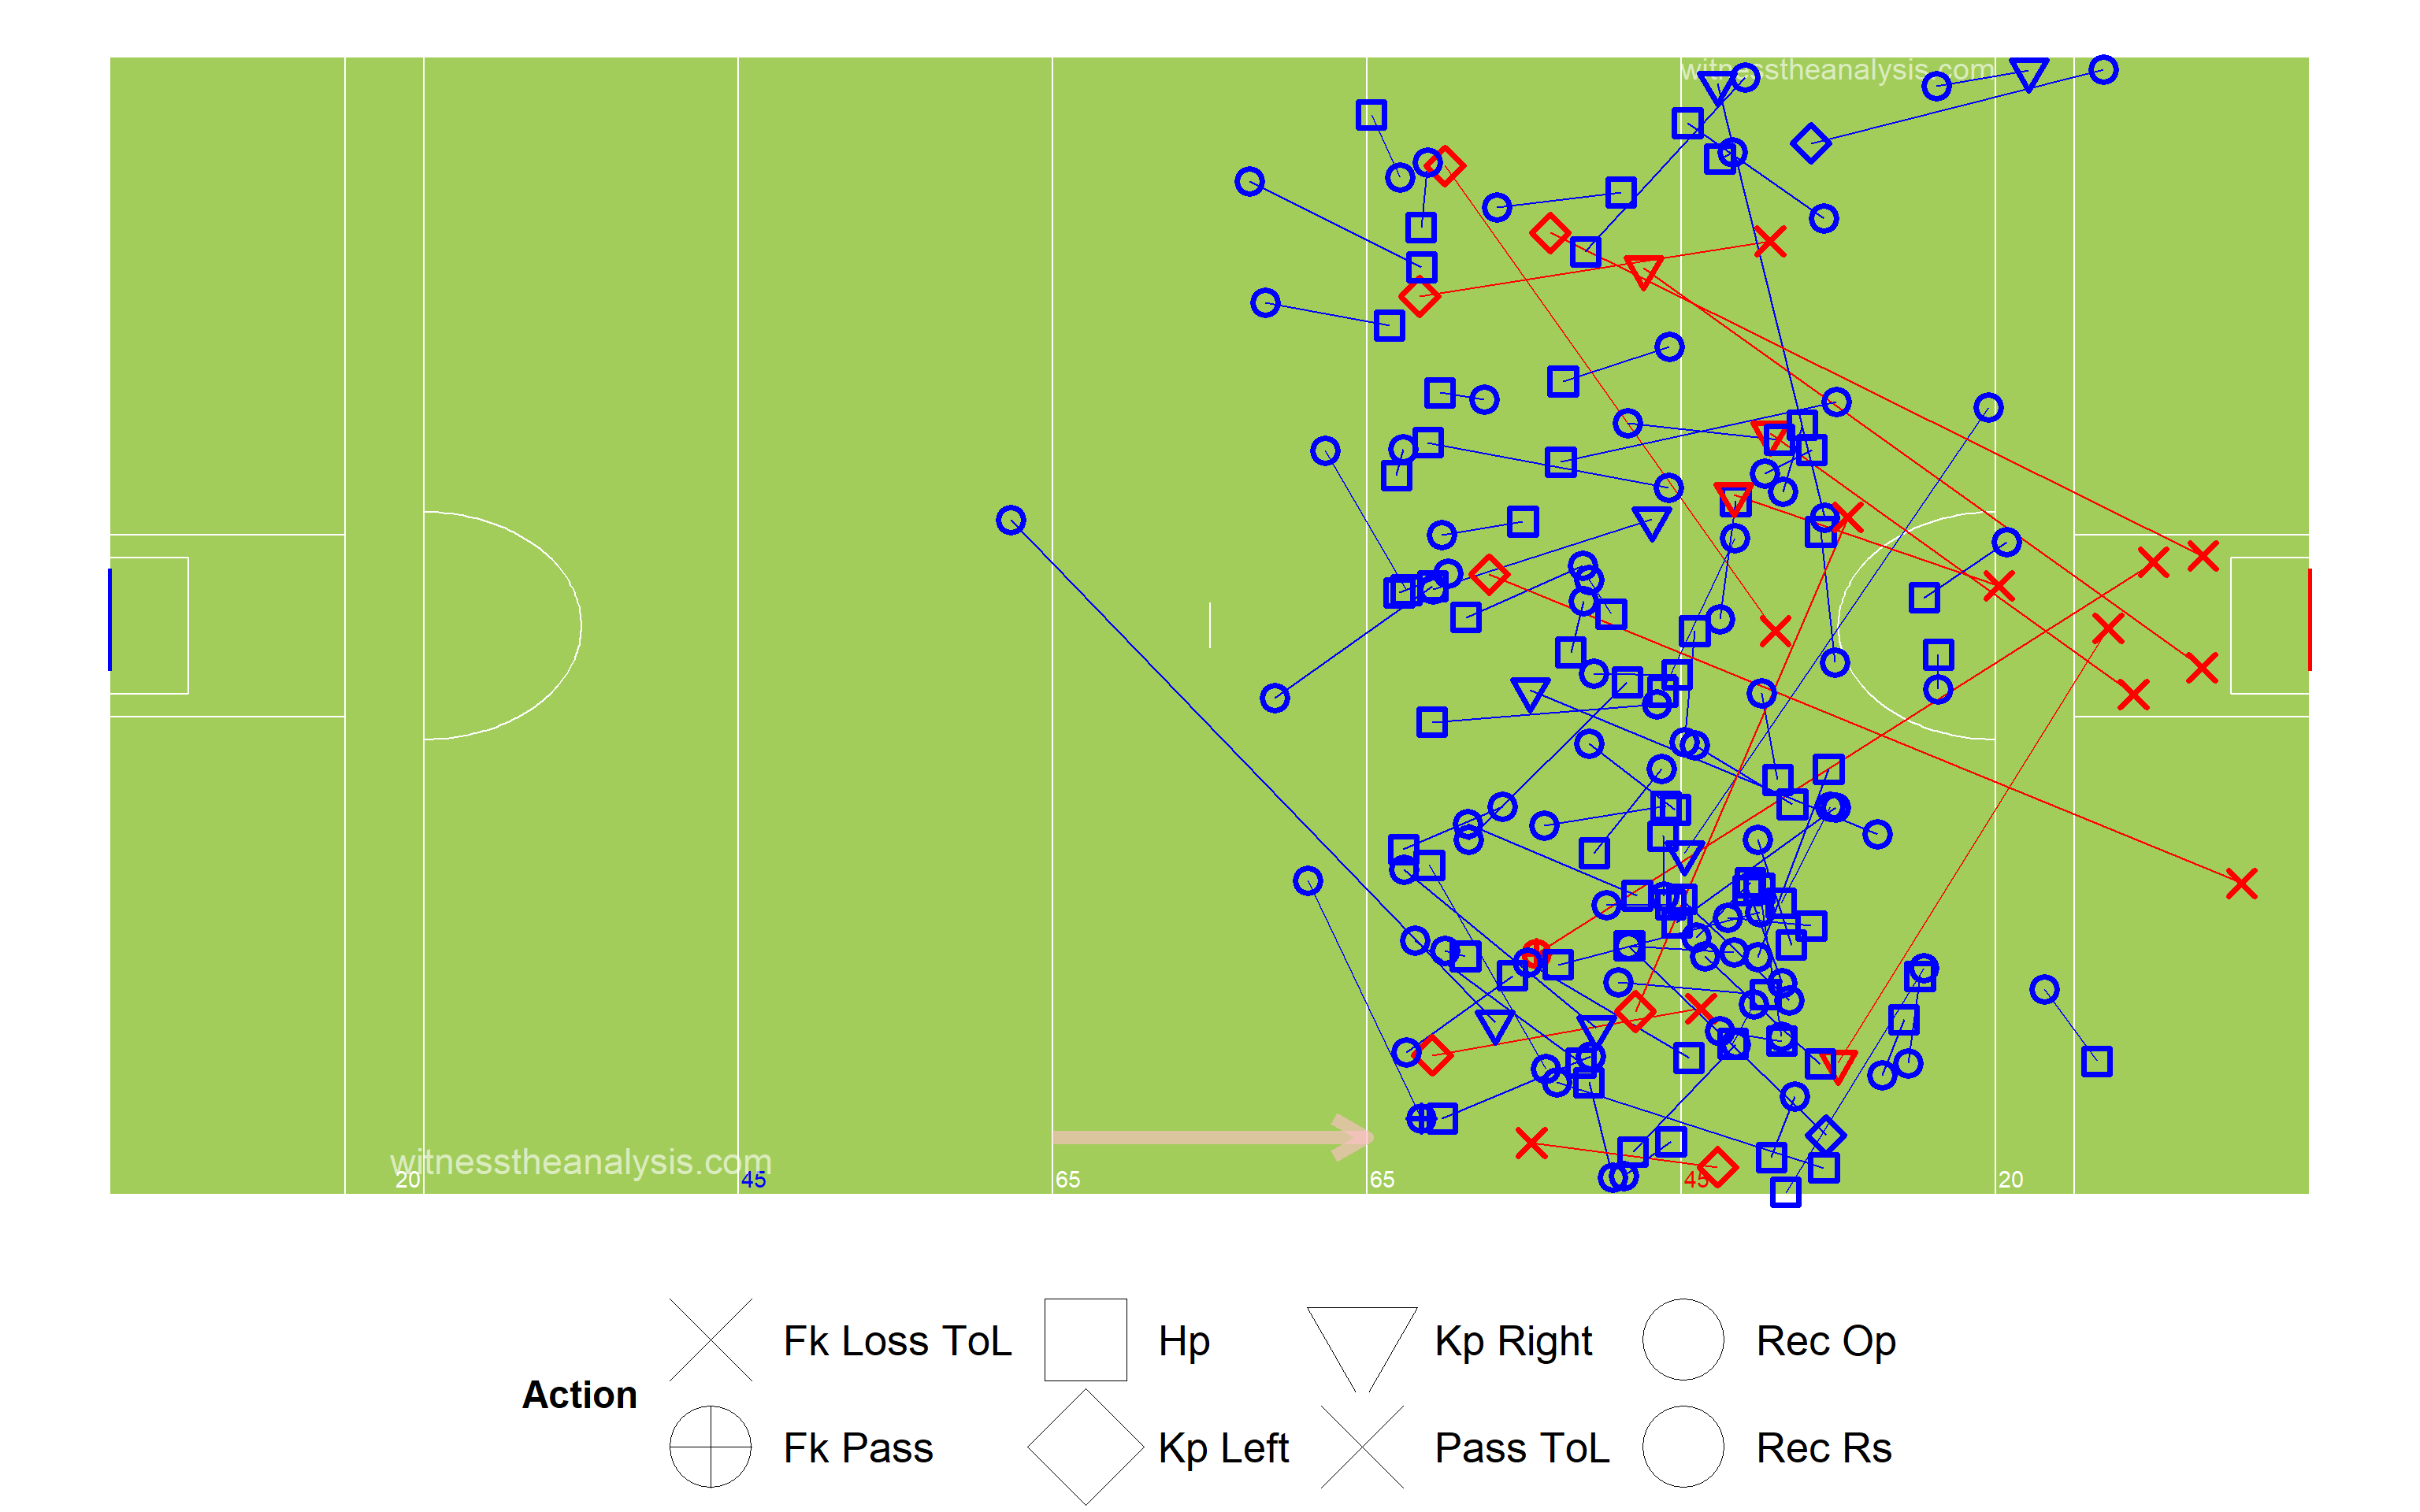 witnesstheanalysis.com
witnesstheanalysis.com
20
45
65
65
45
20
Action
Fk Loss ToL
Hp
Kp Right
Rec Op
Fk Pass
Kp Left
Pass ToL
Rec Rs